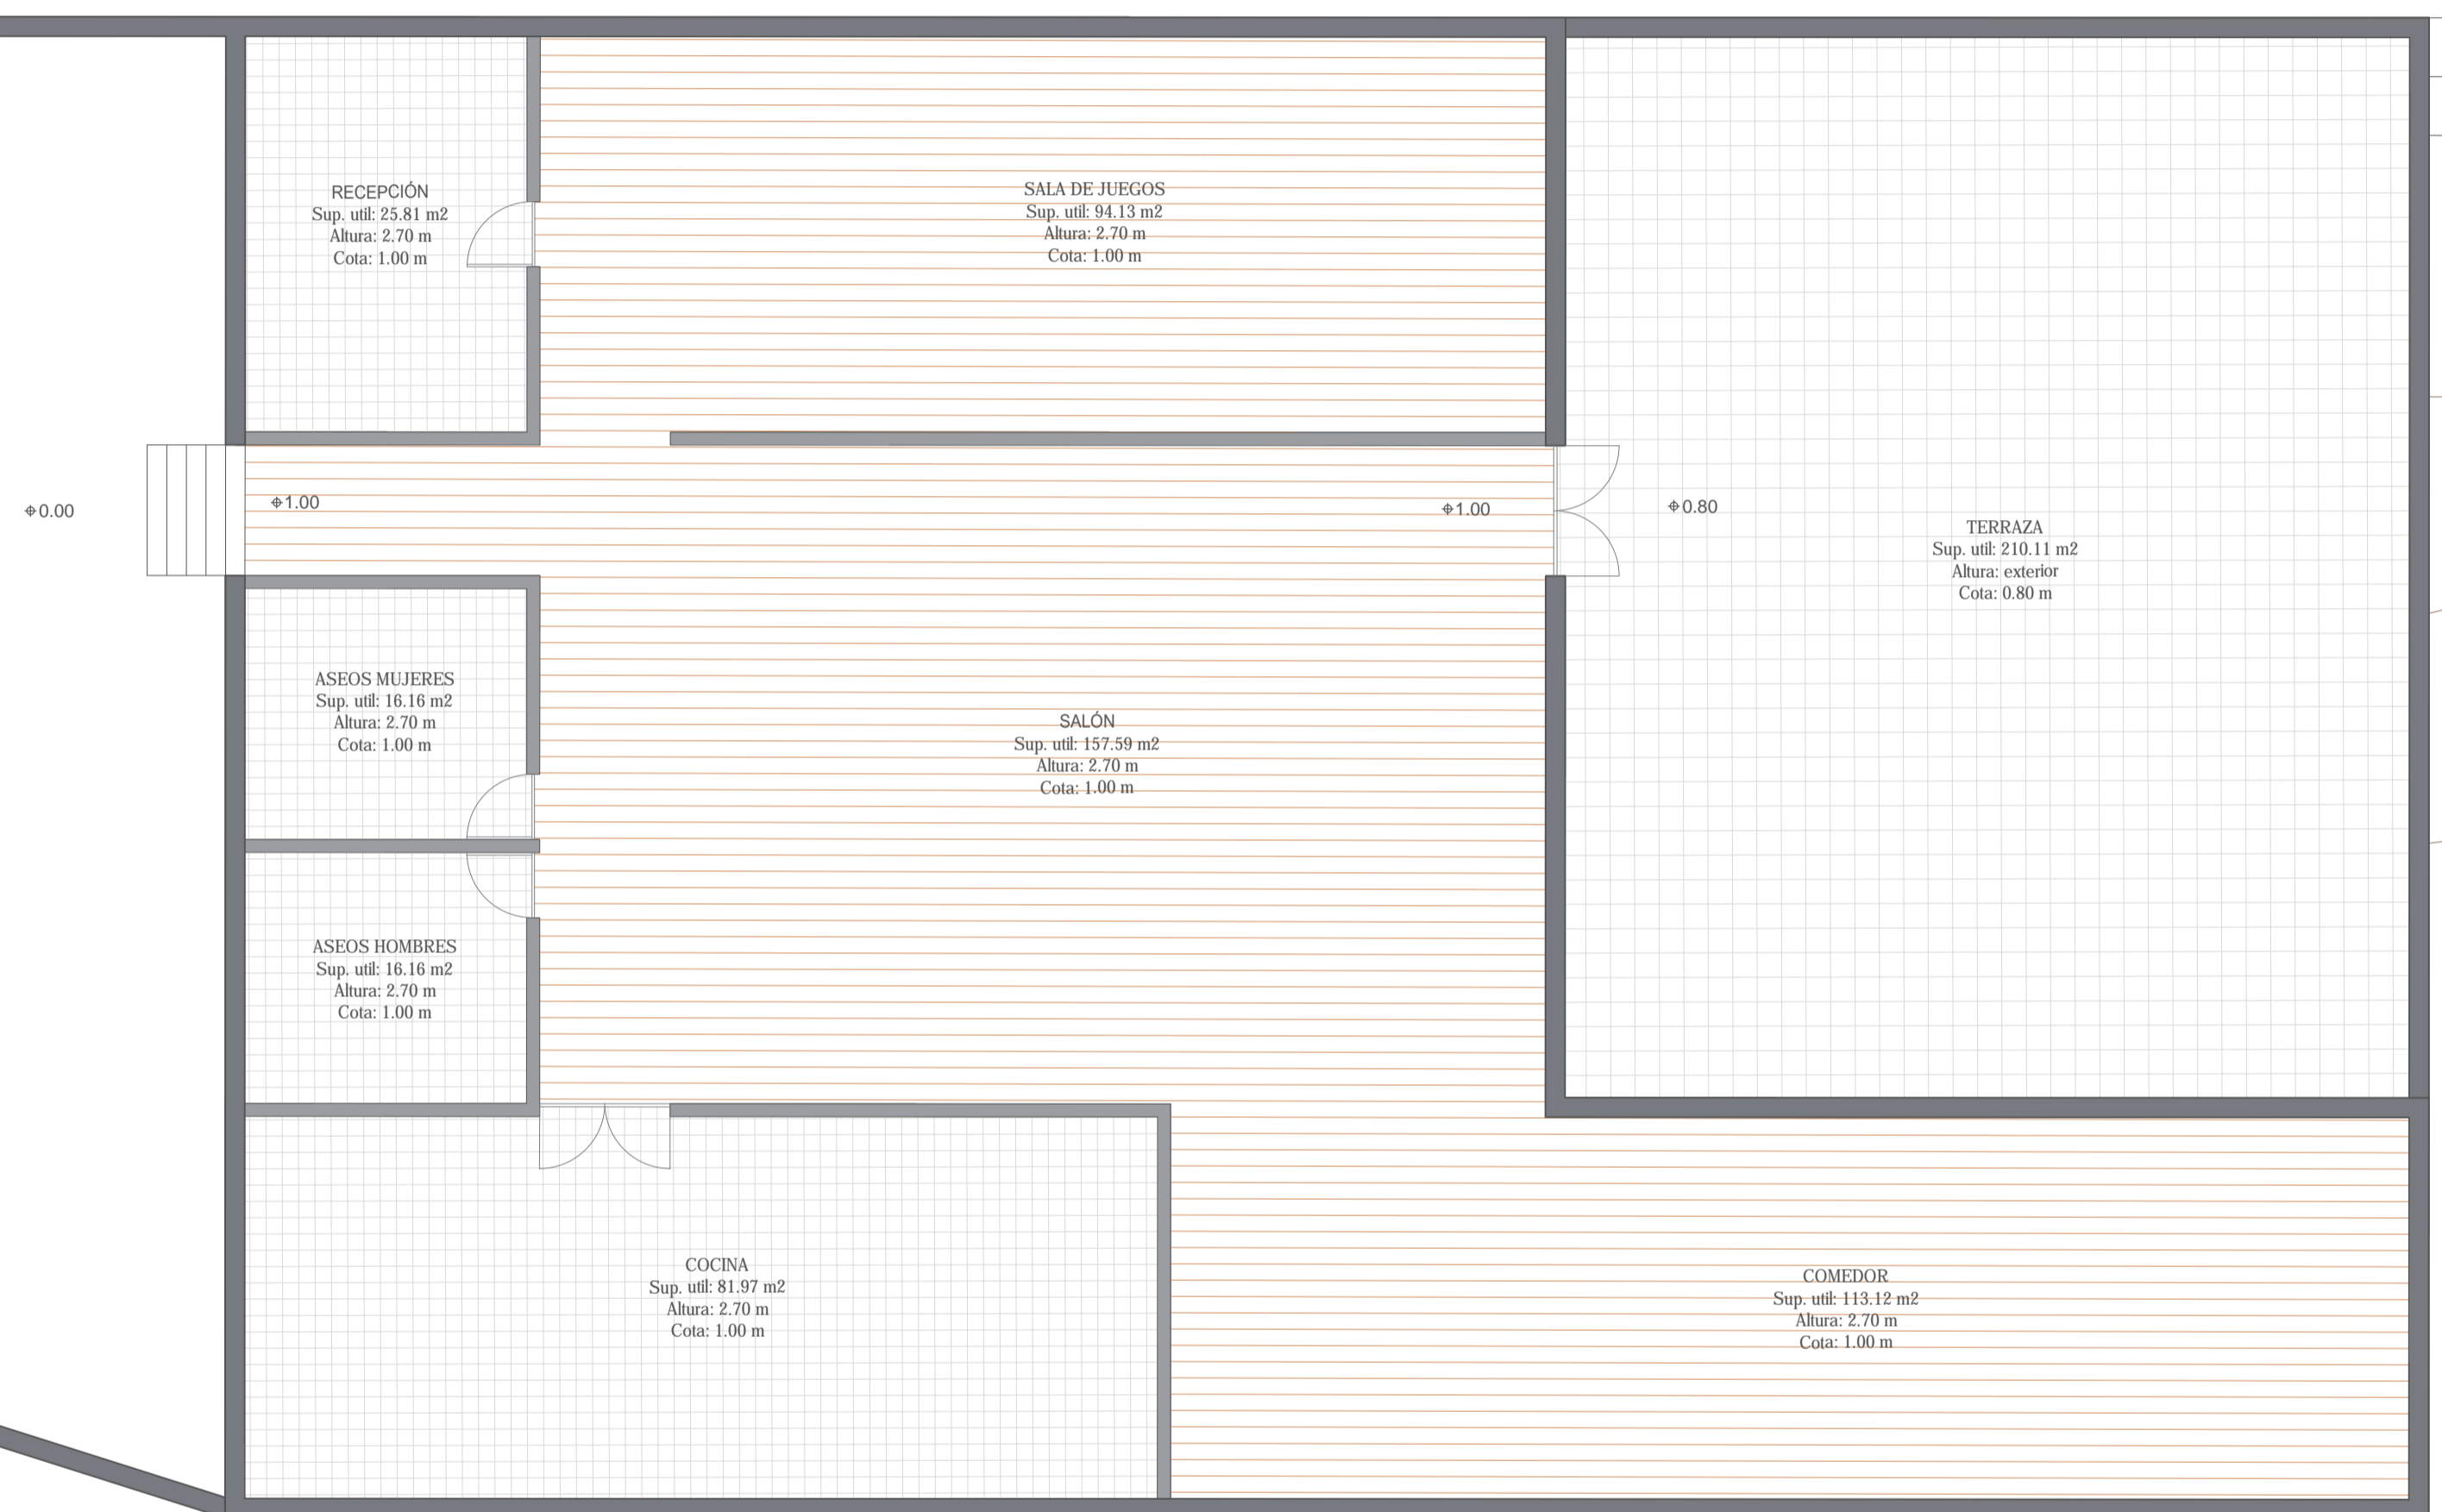 RECEPCIÓN
Sup. util: 25.81 m2
Altura: 2.70 m
Cota: 1.00 m
SALA DE JUEGOS
Sup. util: 94.13 m2
Altura: 2.70 m
Cota: 1.00 m
0.00
1.00
1.00
0.80
TERRAZA
Sup. util: 210.11 m2
Altura: exterior
Cota: 0.80 m
ASEOS MUJERES
Sup. util: 16.16 m2
Altura: 2.70 m
Cota: 1.00 m
SALÓN
Sup. util: 157.59 m2
Altura: 2.70 m
Cota: 1.00 m
ASEOS HOMBRES
Sup. util: 16.16 m2
Altura: 2.70 m
Cota: 1.00 m
COCINA
Sup. util: 81.97 m2
Altura: 2.70 m
Cota: 1.00 m
COMEDOR
Sup. util: 113.12 m2
Altura: 2.70 m
Cota: 1.00 m